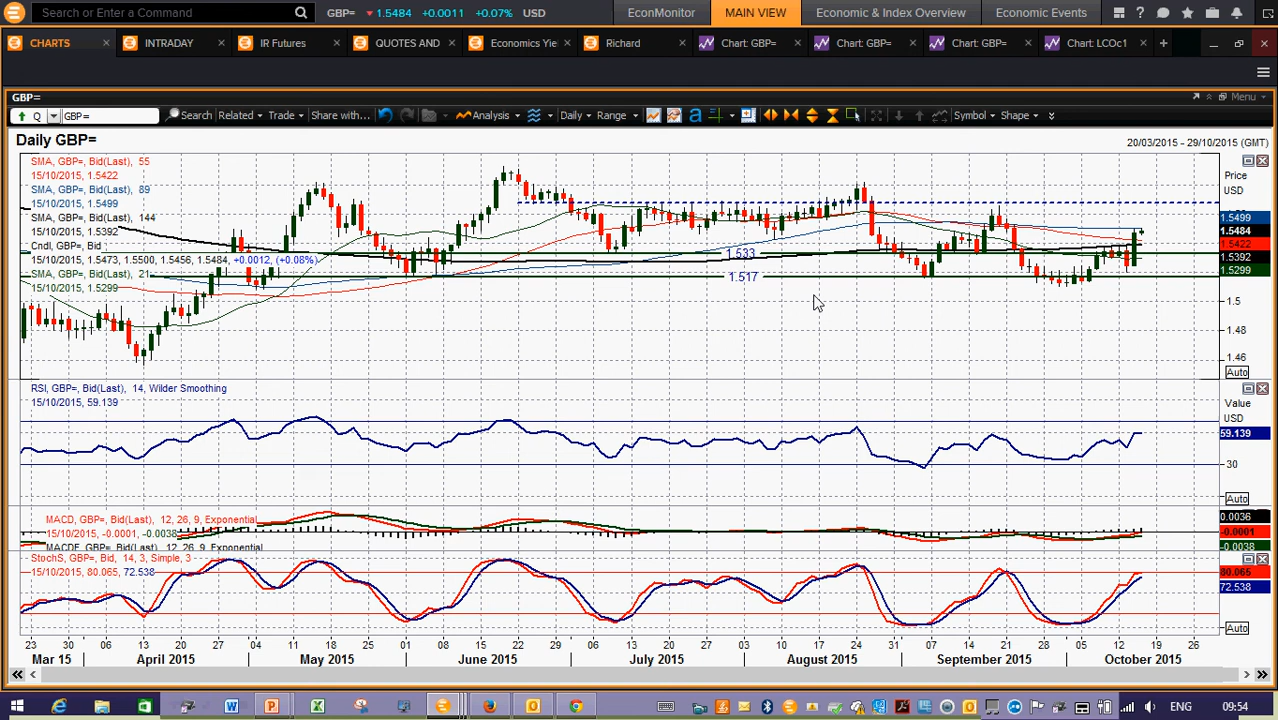 Search or Enter a Command GBP= 1.5484 +0.0011 +0.07% USD EconMonitor MAIN VIEW Economic & Index Overview Economic Events
CHARTS INTRADAY IR Futures QUOTES AND Economics Yie Richard Chart: GBP= Chart: GBP= Chart: GBP= Chart: LCOc1
GBP= Menu
Q GBP= Search Related Trade Share with... Analysis Daily Range Symbol Shape
Daily GBP=
20/03/2015 - 29/10/2015 (GMT)
SMA, GBP=, Bid(Last), 55
15/10/2015, 1.5422
SMA, GBP=, Bid(Last), 89
15/10/2015, 1.5499
SMA, GBP=, Bid(Last), 144
15/10/2015, 1.5392
Cndl, GBP=, Bid
15/10/2015, 1.5473, 1.5500, 1.5456, 1.5484, +0.0012, (+0.08%)
SMA, GBP=, Bid(Last), 21
15/10/2015, 1.5299
1.533
1.517
Price
USD
1.5499
1.5484
1.5422
1.5392
1.5299
1.5
1.48
1.46
Auto
RSI, GBP=, Bid(Last), 14, Wilder Smoothing
15/10/2015, 59.139
Value
USD
59.139
30
Auto
MACD, GBP=, Bid(Last), 12, 26, 9, Exponential
15/10/2015, -0.0001, -0.0038
MACDF, GBP=, Bid(Last), 12, 26, 9, Exponential
0.0036
-0.0001
-0.0038
StochS, GBP=, Bid, 14, 3, Simple, 3
15/10/2015, 80.065, 72.538
80.065
72.538
Auto
23 30 06 13 20 27 04 11 18 25 01 08 15 22 29 06 13 20 27 03 10 17 24 31 07 14 21 28 05 12 19 26
Mar 15 April 2015 May 2015 June 2015 July 2015 August 2015 September 2015 October 2015
ENG 09:54